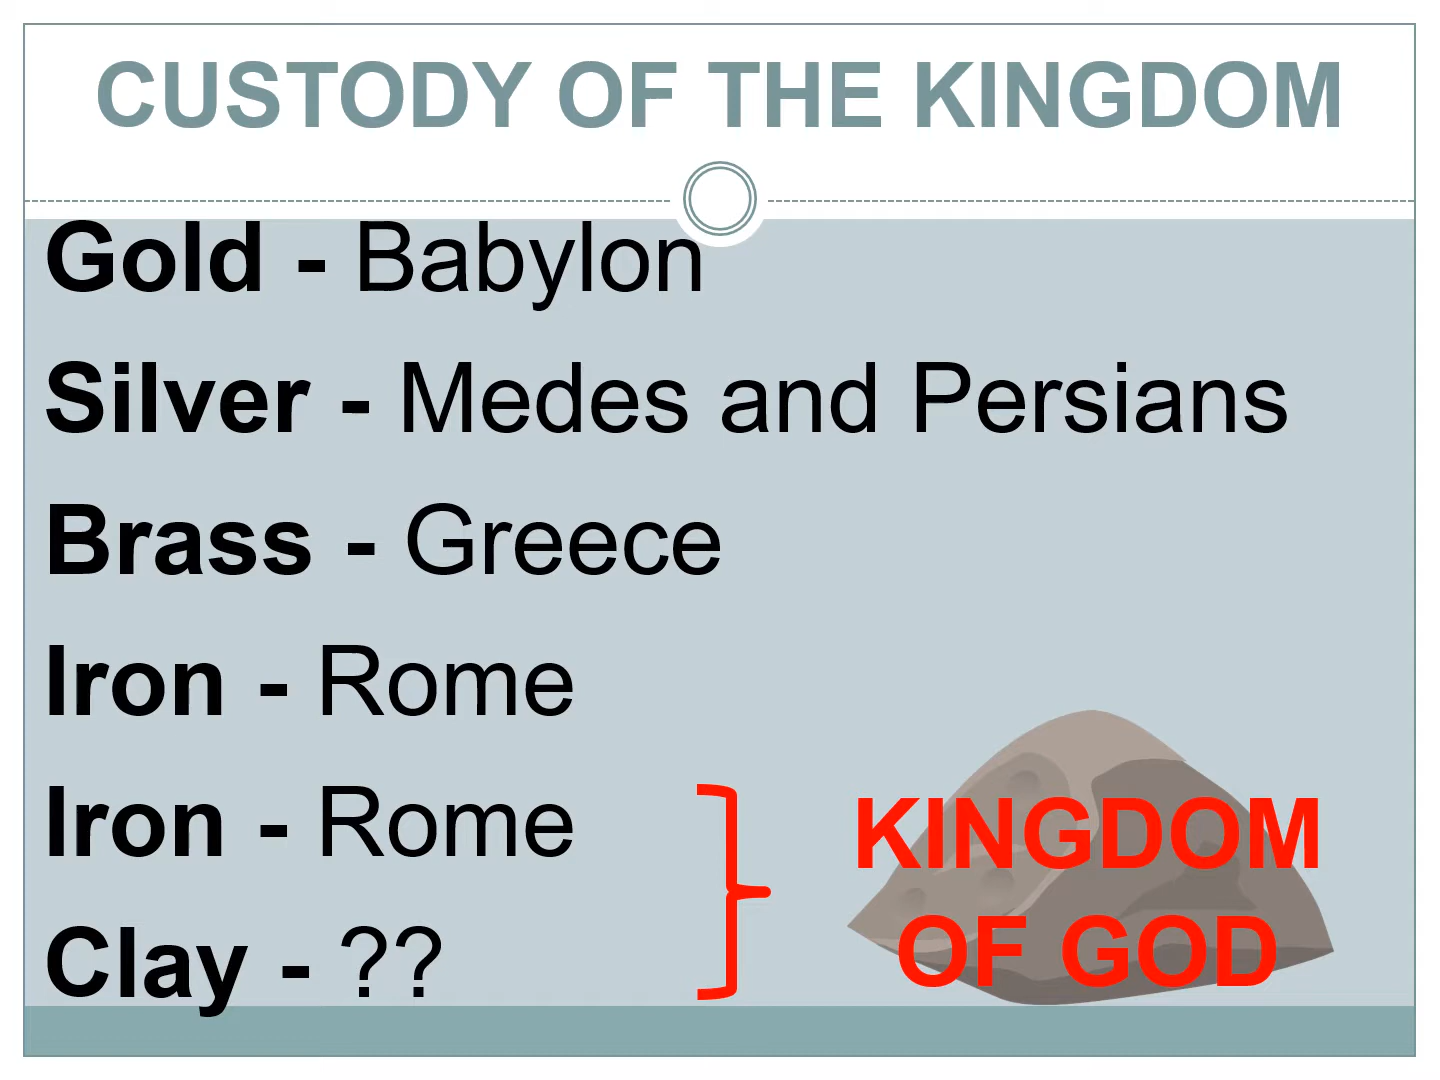 CUSTODY OF THE KINGDOM
Gold - Babylon
Silver - Medes and Persians
Brass - Greece
Iron - Rome
Iron - Rome
Clay - ??
KINGDOM
OF GOD